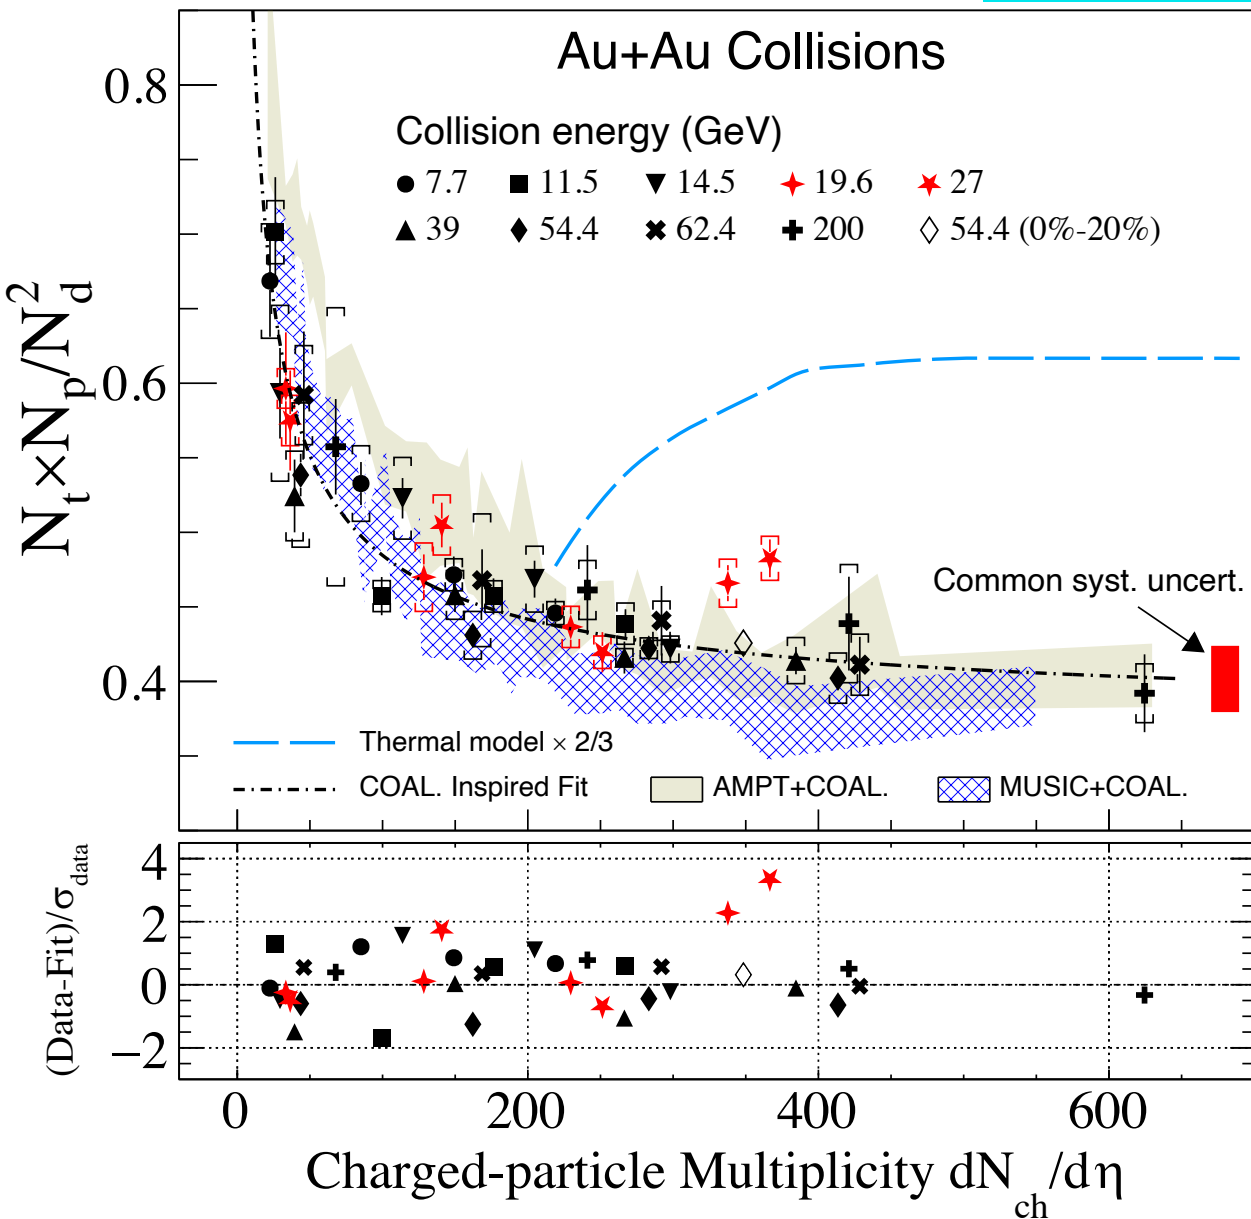 Au+Au Collisions
Collision energy (GeV)
7.7 11.5 14.5 19.6 27
39 54.4 62.4 200 54.4 (0%-20%)
N_t×N_p/N_d^2
0.8
0.6
0.4
Common syst. uncert.
Thermal model × 2/3
COAL. Inspired Fit AMPT+COAL. MUSIC+COAL.
(Data-Fit)/σ_data
4
2
0
−2
0 200 400 600
Charged-particle Multiplicity dN_ch/dη